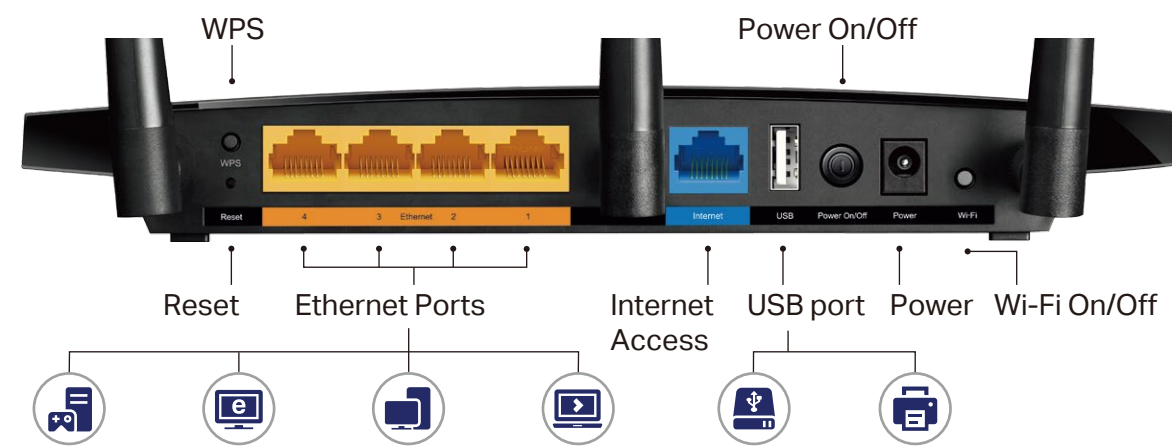 WPS
Power On/Off
WPS
Reset
4
3
Ethernet
2
1
Internet
USB
Power On/Off
Power
Wi-Fi
Reset
Ethernet Ports
Internet
Access
USB port
Power
Wi-Fi On/Off
e